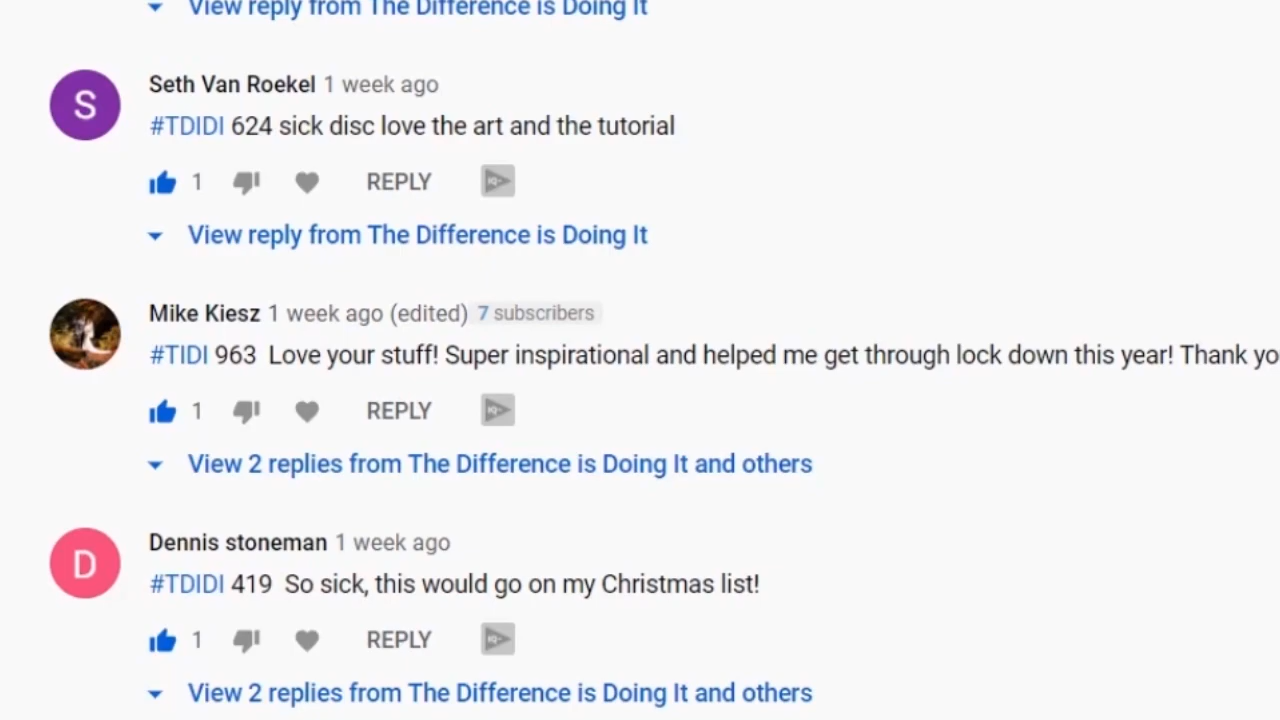 View reply from The Difference is Doing It
S
Seth Van Roekel 1 week ago
#TDIDI 624 sick disc love the art and the tutorial
1 REPLY IQ
View reply from The Difference is Doing It
Mike Kiesz 1 week ago (edited) 7 subscribers
#TIDI 963 Love your stuff! Super inspirational and helped me get through lock down this year! Thank yo
1 REPLY IQ
View 2 replies from The Difference is Doing It and others
D
Dennis stoneman 1 week ago
#TDIDI 419 So sick, this would go on my Christmas list!
1 REPLY IQ
View 2 replies from The Difference is Doing It and others